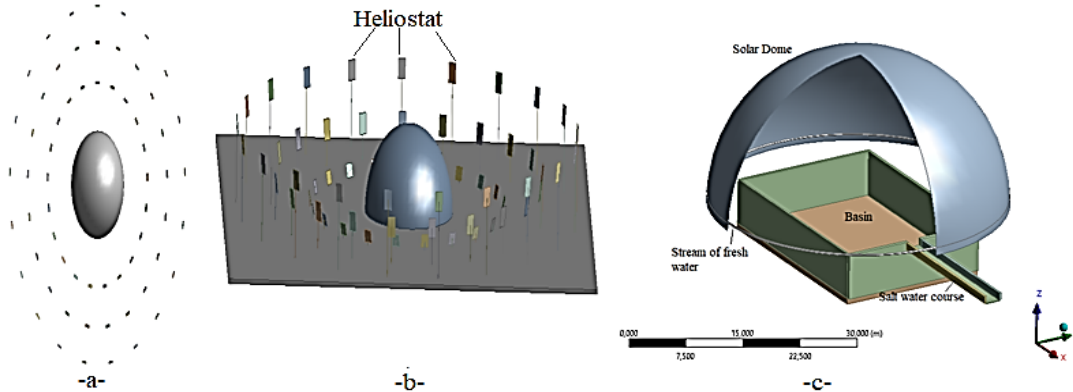 Heliostat
Solar Dome
Basin
Stream of fresh
water
Salt water course
0,000
15,000
30,000 (m)
7,500
22,500
Z
X
-a-
-b-
-c-